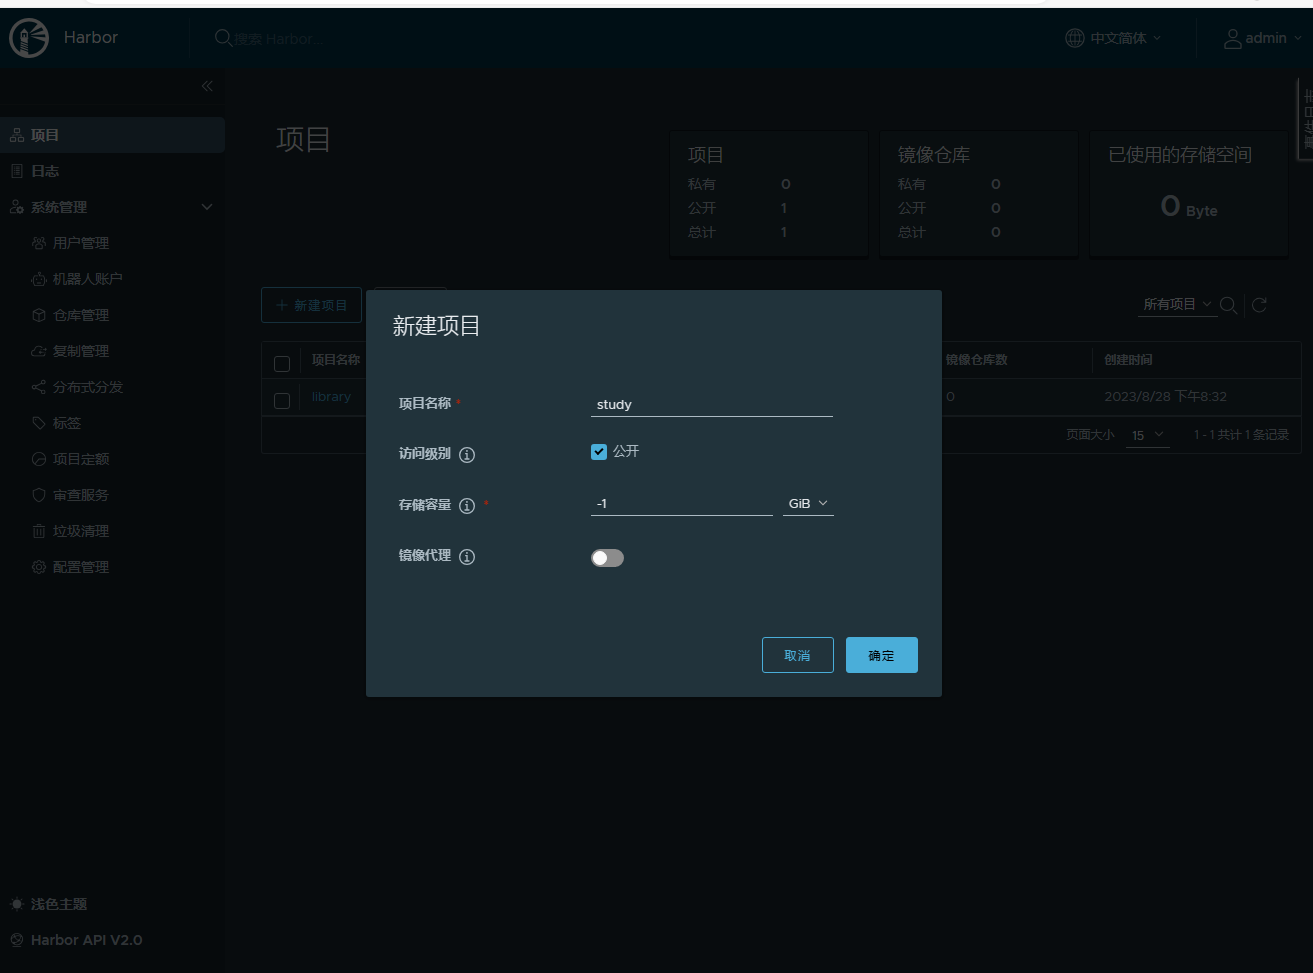 Harbor
搜索 Harbor...
中文简体
admin
项目
日志
系统管理
用户管理
机器人账户
仓库管理
复制管理
分布式分发
标签
项目定额
审查服务
垃圾清理
配置管理
浅色主题
Harbor API V2.0
项目
项目
私有 0
公开 1
总计 1
镜像仓库
私有 0
公开 0
总计 0
已使用的存储空间
0 Byte
新建项目
所有项目
项目名称
镜像仓库数
创建时间
library
0
2023/8/28 下午8:32
页面大小 15 1 - 1 共计 1 条记录
新建项目
项目名称 * study
访问级别 公开
存储容量 * -1 GiB
镜像代理
取消
确定